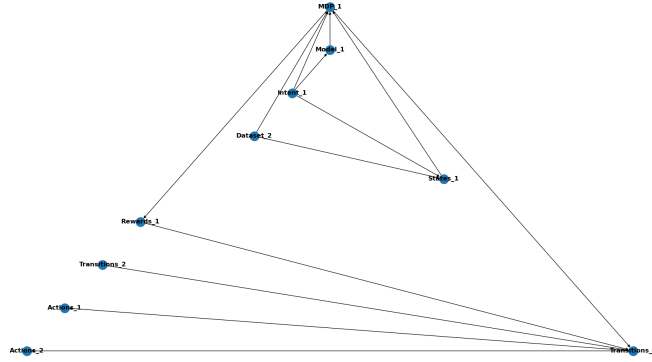 MDP_1
Model_1
Intent_1
Dataset_2
States_1
Rewards_1
Transitions_2
Actions_1
Actions_2
Transitions_